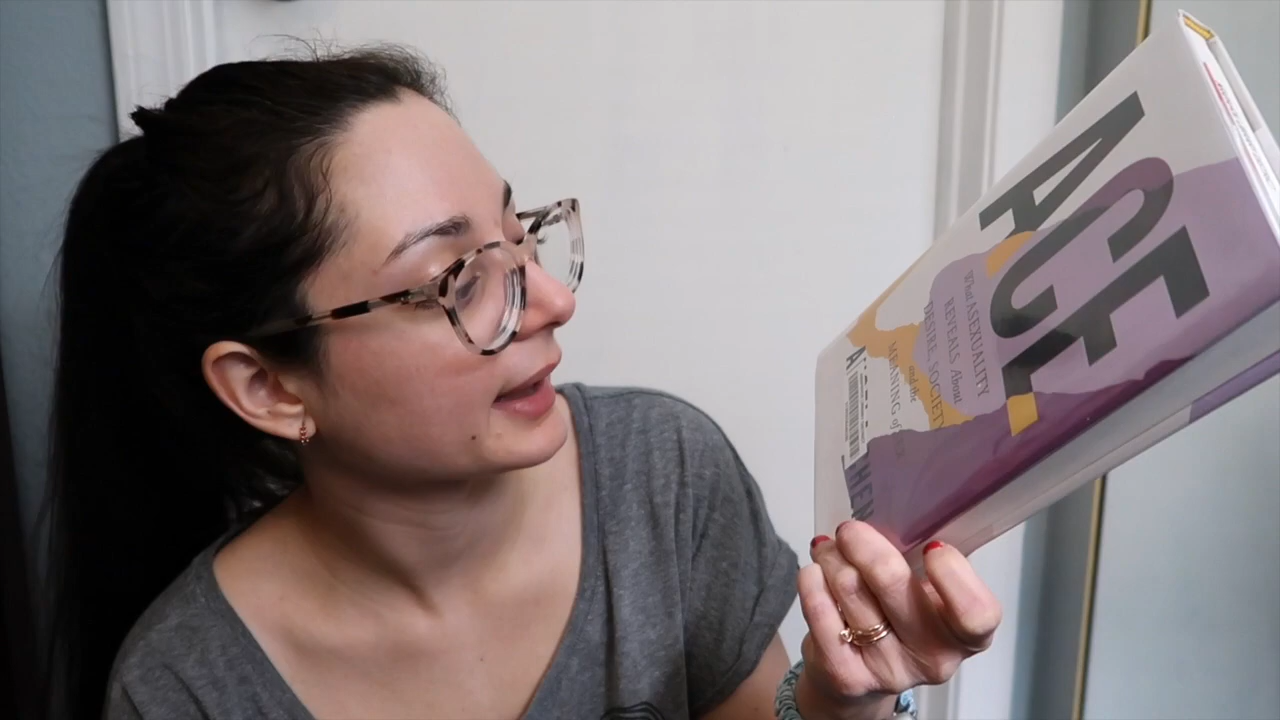 ACE
What ASEXUALITY
REVEALS About
DESIRE, SOCIETY
and the
MEANING of